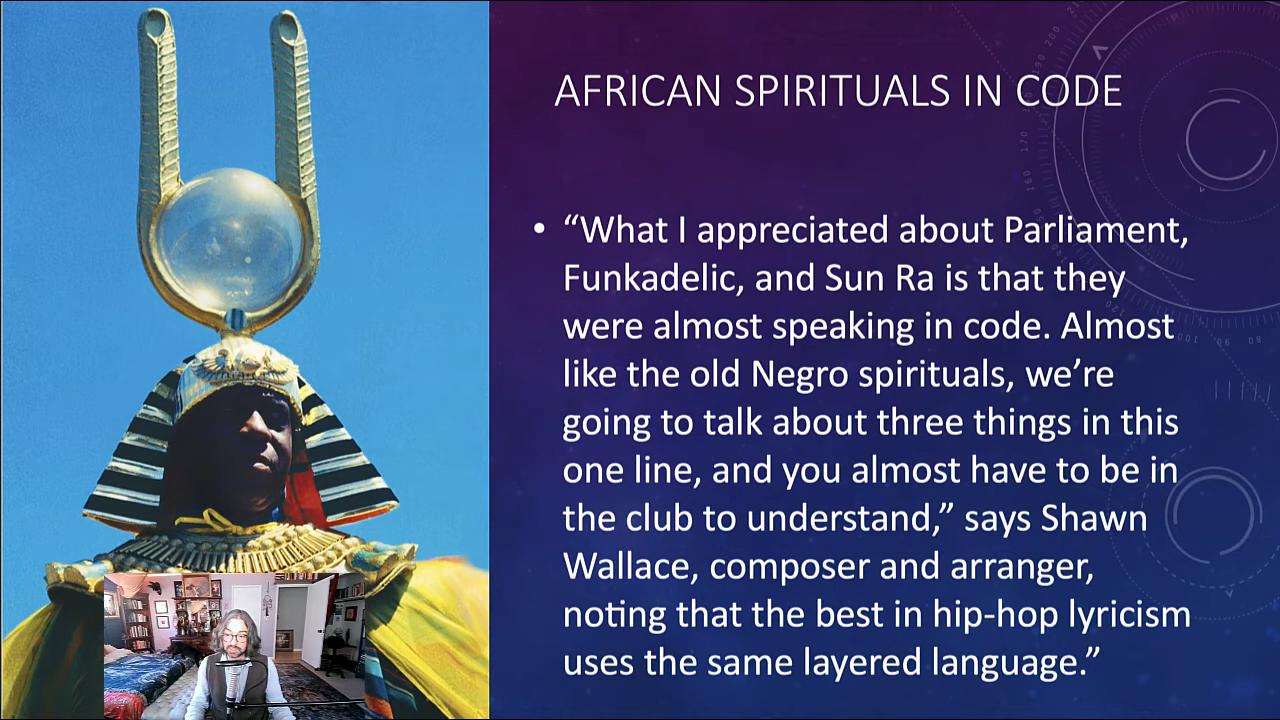 AFRICAN SPIRITUALS IN CODE
• “What I appreciated about Parliament,
Funkadelic, and Sun Ra is that they
were almost speaking in code. Almost
like the old Negro spirituals, we’re
going to talk about three things in this
one line, and you almost have to be in
the club to understand,” says Shawn
Wallace, composer and arranger,
noting that the best in hip-hop lyricism
uses the same layered language.”